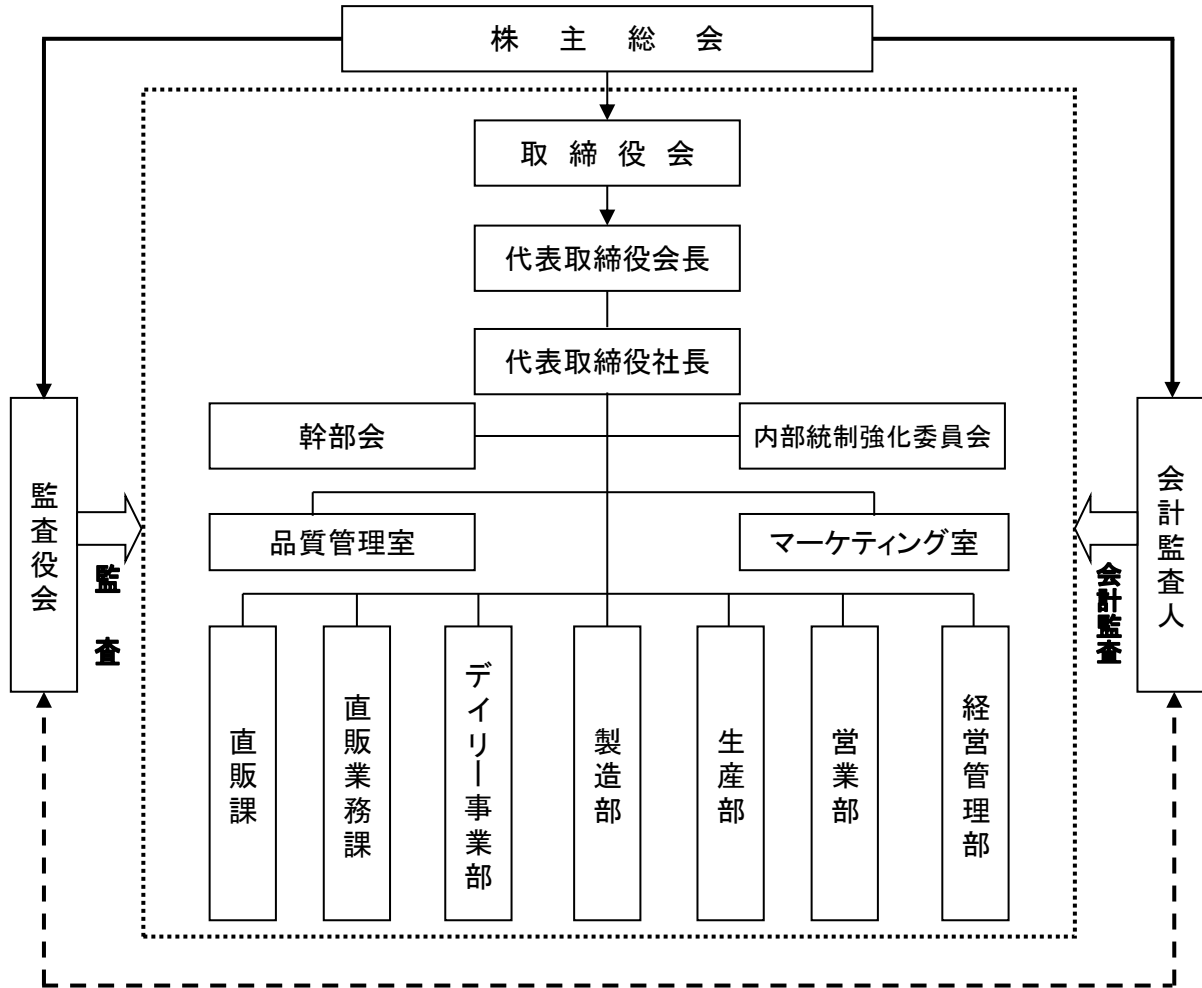 株主総会
取締役会
代表取締役会長
代表取締役社長
幹部会
内部統制強化委員会
品質管理室
マーケティング室
監査役会
監査
会計監査人
会計監査
直販課
直販業務課
デイリー事業部
製造部
生産部
営業部
経営管理部